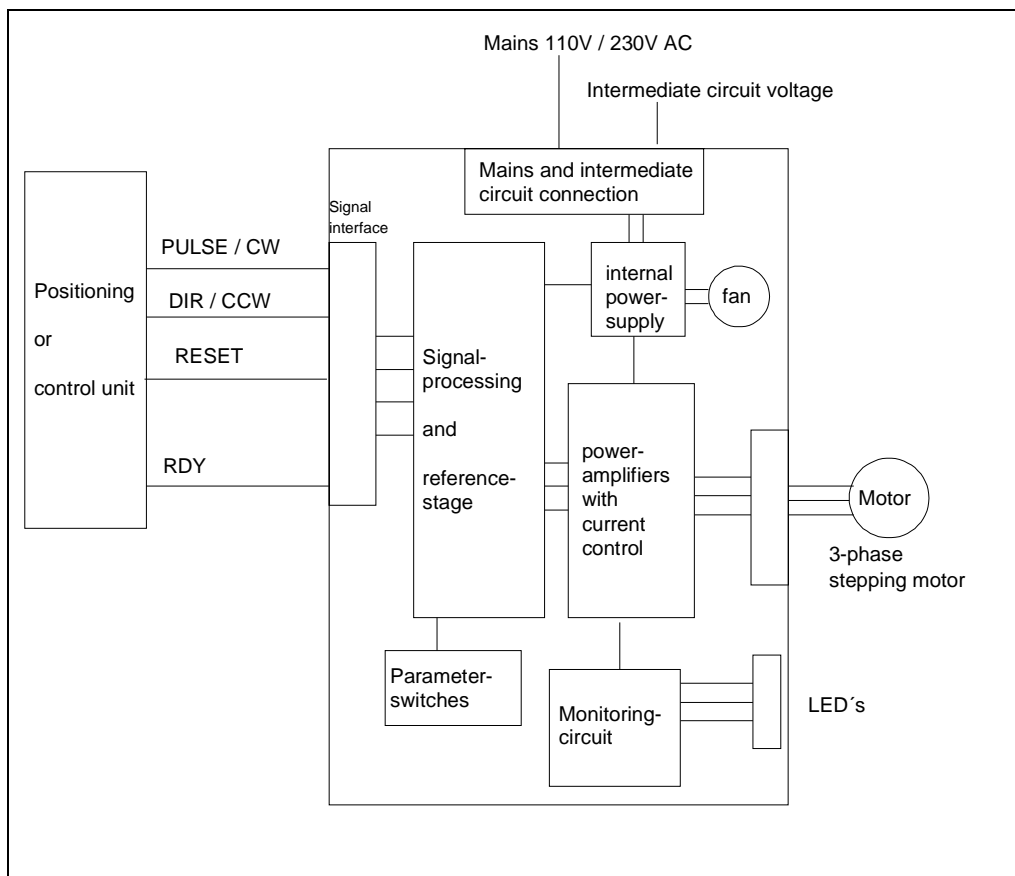 Mains 110V / 230V AC
Intermediate circuit voltage
Mains and intermediate
circuit connection
Signal
interface
PULSE / CW
Positioning
or
control unit
DIR / CCW
RESET
RDY
internal
power-
supply
fan
Signal-
processing
and
reference-
stage
power-
amplifiers
with
current
control
Motor
3-phase
stepping motor
Parameter-
switches
Monitoring-
circuit
LED´s